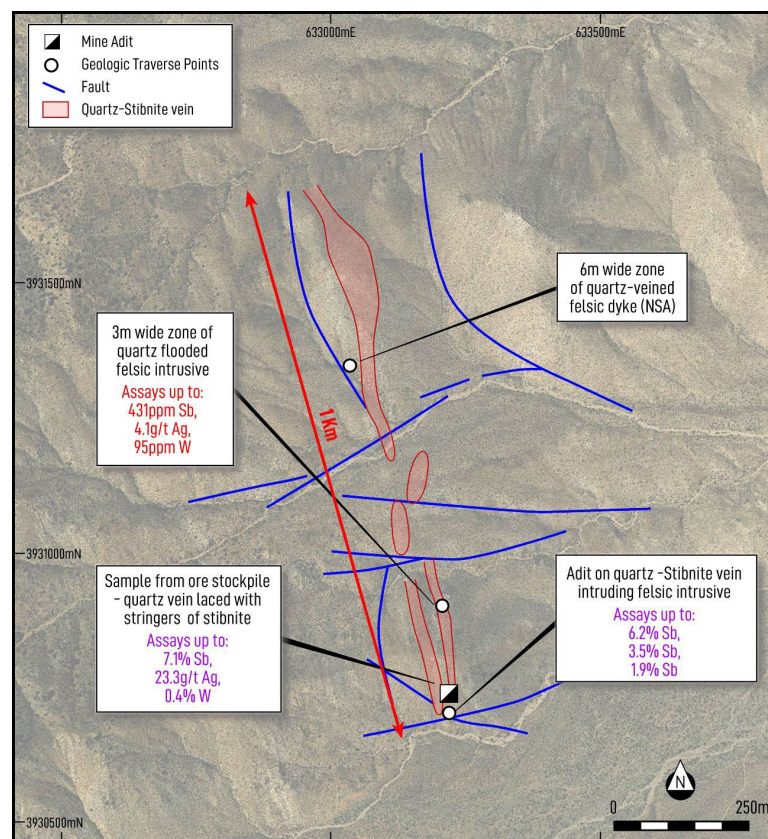 633000mE
633500mE
Mine Adit
Geologic Traverse Points
Fault
Quartz-Stibnite vein
3931500mN
6m wide zone
of quartz-veined
felsic dyke (NSA)
3m wide zone of
quartz flooded
felsic intrusive
Assays up to:
431ppm Sb,
4.1g/t Ag,
95ppm W
1 Km
3931000mN
Sample from ore stockpile
- quartz vein laced with
stringers of stibnite
Assays up to:
7.1% Sb,
23.3g/t Ag,
0.4% W
Adit on quartz -Stibnite vein
intruding felsic intrusive
Assays up to:
6.2% Sb,
3.5% Sb,
1.9% Sb
N
0
250m
3930500mN